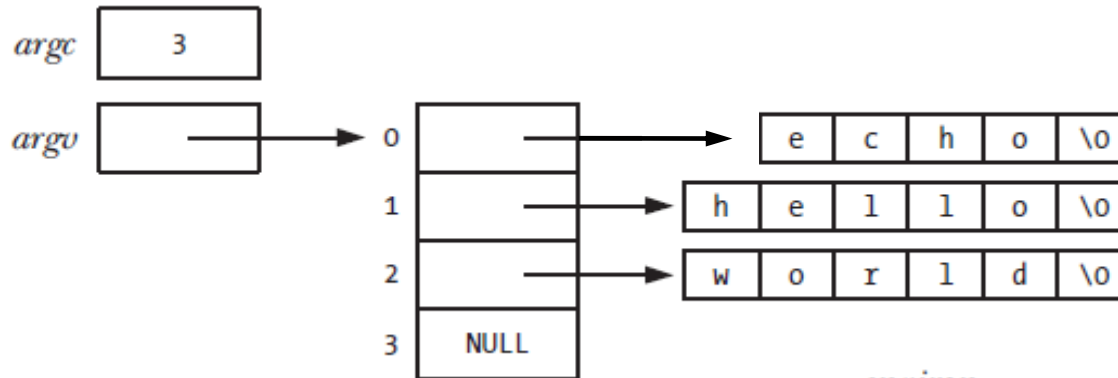 argc 3
argv 0 e c h o \0
1 h e l l o \0
2 w o r l d \0
3 NULL